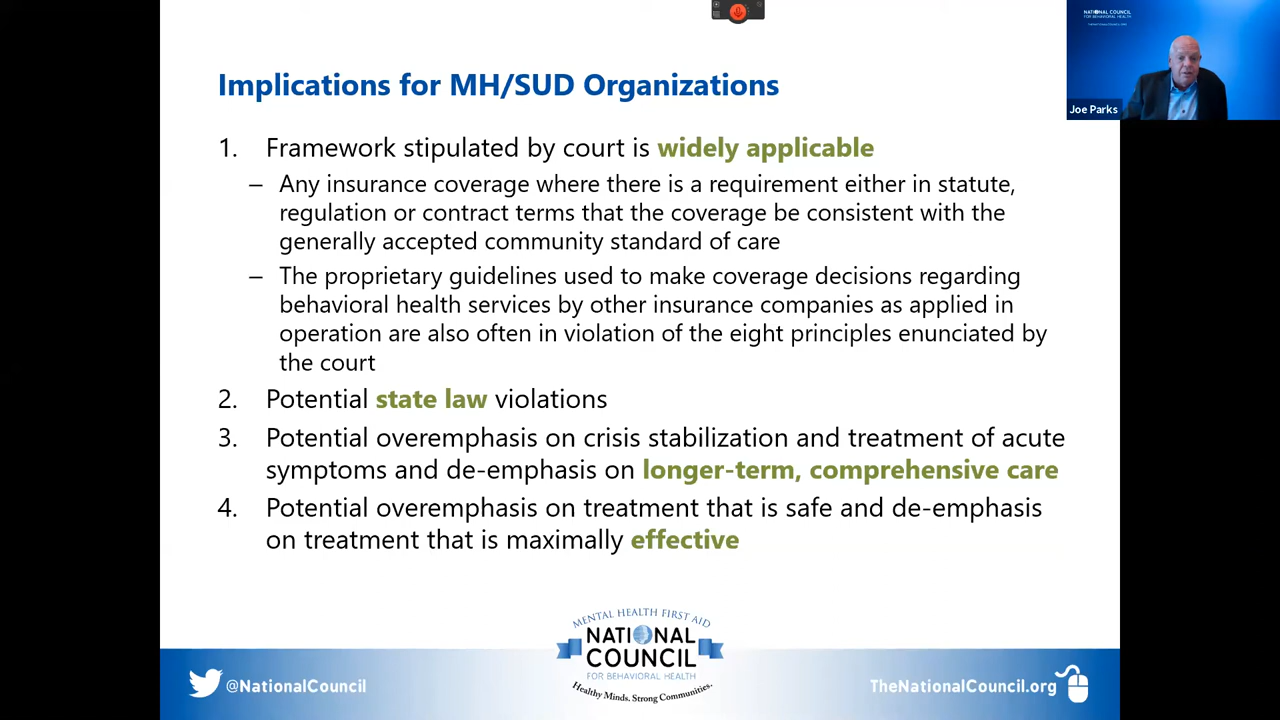 Implications for MH/SUD Organizations
1. Framework stipulated by court is widely applicable
– Any insurance coverage where there is a requirement either in statute,
regulation or contract terms that the coverage be consistent with the
generally accepted community standard of care
– The proprietary guidelines used to make coverage decisions regarding
behavioral health services by other insurance companies as applied in
operation are also often in violation of the eight principles enunciated by
the court
2. Potential state law violations
3. Potential overemphasis on crisis stabilization and treatment of acute
symptoms and de-emphasis on longer-term, comprehensive care
4. Potential overemphasis on treatment that is safe and de-emphasis
on treatment that is maximally effective
NATIONAL COUNCIL
FOR BEHAVIORAL HEALTH
Joe Parks
MENTAL HEALTH FIRST AID
NATIONAL
COUNCIL
FOR BEHAVIORAL HEALTH
Healthy Minds. Strong Communities.
@NationalCouncil
TheNationalCouncil.org